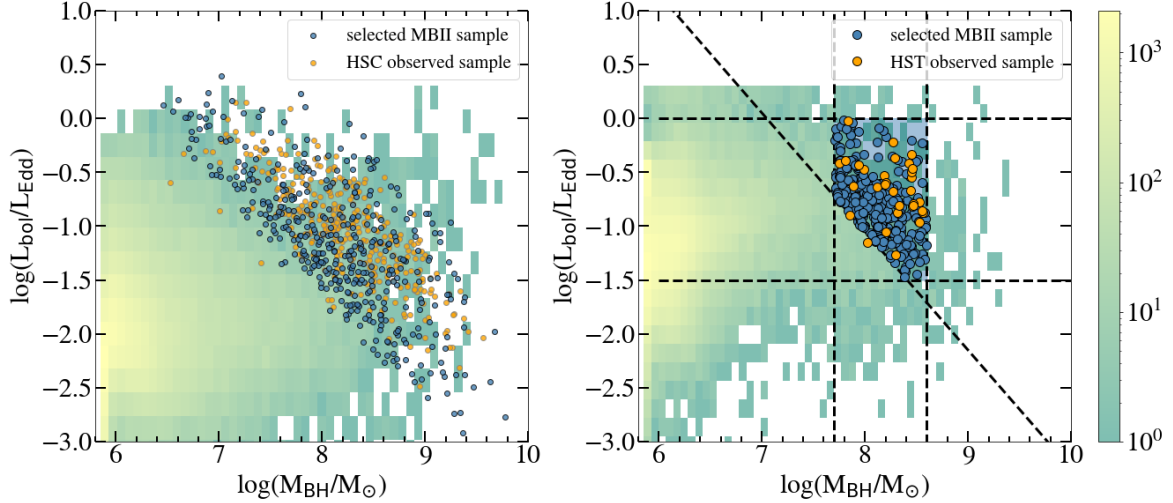 selected MBII sample
HSC observed sample
1.0
0.5
0.0
−0.5
−1.0
−1.5
−2.0
−2.5
−3.0
6 7 8 9 10
log(L_bol/L_Edd)
log(M_BH/M_⊙)
selected MBII sample
HST observed sample
1.0
0.5
0.0
−0.5
−1.0
−1.5
−2.0
−2.5
−3.0
6 7 8 9 10
log(L_bol/L_Edd)
log(M_BH/M_⊙)
10³
10²
10¹
10⁰